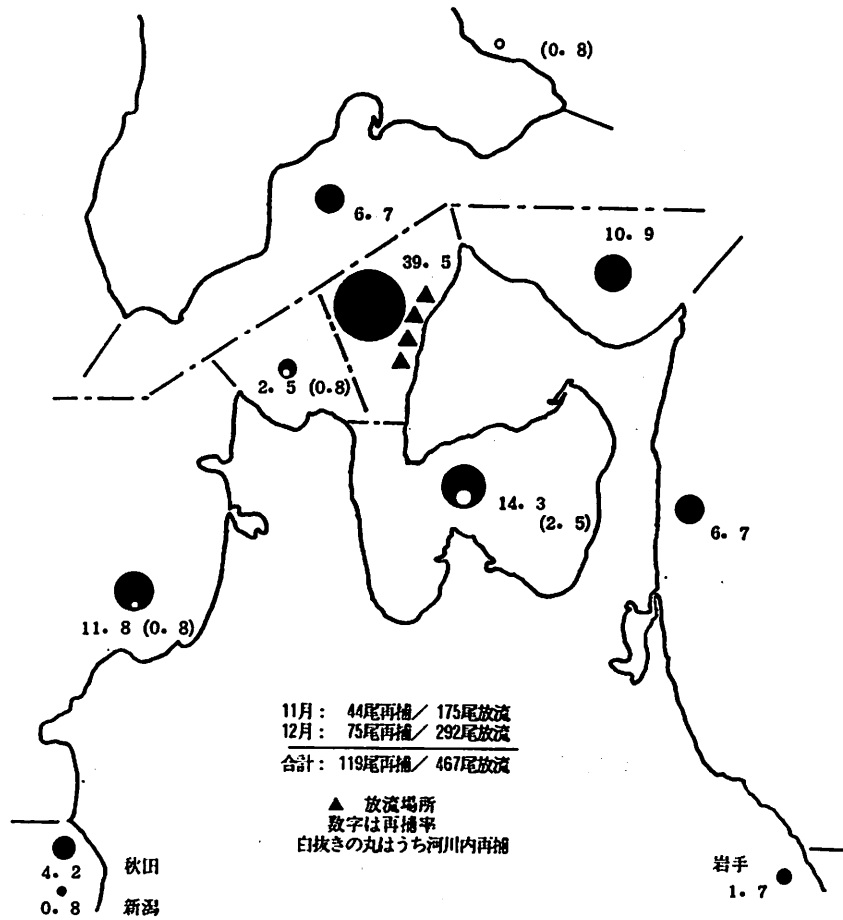 (0. 8)
6. 7
10. 9
39. 5
2. 5 (0.8)
14. 3
(2. 5)
6. 7
11. 8 (0. 8)
11月： 44尾再捕／ 175尾放流
12月： 75尾再捕／ 292尾放流
合計： 119尾再捕／ 467尾放流
▲ 放流場所
数字は再捕率
白抜きの丸はうち河川内再捕
4. 2 秋田
0. 8 新潟
岩手
1. 7